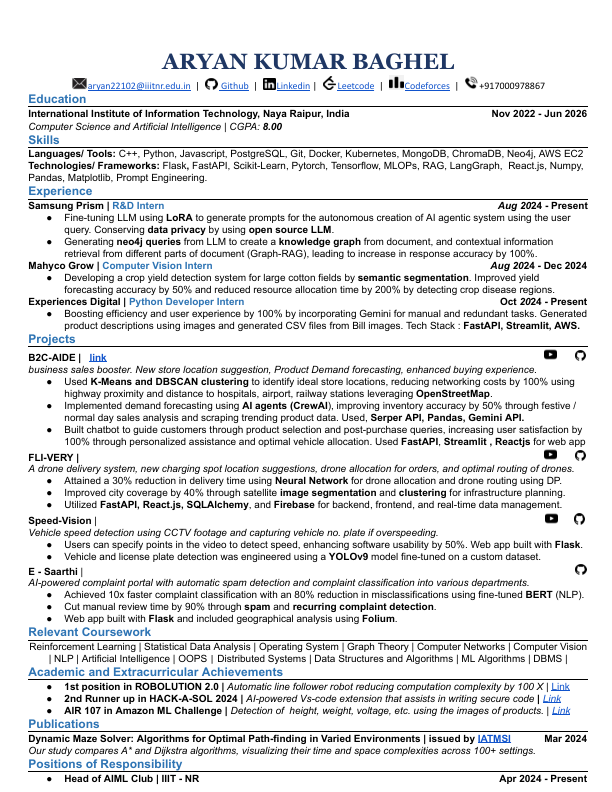 ARYAN KUMAR BAGHEL
aryan22102@iiitnr.edu.in | Github | Linkedin | Leetcode | Codeforces | +917000978867
Education
International Institute of Information Technology, Naya Raipur, India Nov 2022 - Jun 2026
Computer Science and Artificial Intelligence | CGPA: 8.00
Skills
Languages/ Tools: C++, Python, Javascript, PostgreSQL, Git, Docker, Kubernetes, MongoDB, ChromaDB, Neo4j, AWS EC2
Technologies/ Frameworks: Flask, FastAPI, Scikit-Learn, Pytorch, Tensorflow, MLOPs, RAG, LangGraph, React.js, Numpy,
Pandas, Matplotlib, Prompt Engineering.
Experience
Samsung Prism | R&D Intern Aug 2024 - Present
● Fine-tuning LLM using LoRA to generate prompts for the autonomous creation of AI agentic system using the user
query. Conserving data privacy by using open source LLM.
● Generating neo4j queries from LLM to create a knowledge graph from document, and contextual information
retrieval from different parts of document (Graph-RAG), leading to increase in response accuracy by 100%.
Mahyco Grow | Computer Vision Intern Aug 2024 - Dec 2024
● Developing a crop yield detection system for large cotton fields by semantic segmentation. Improved yield
forecasting accuracy by 50% and reduced resource allocation time by 200% by detecting crop disease regions.
Experiences Digital | Python Developer Intern Oct 2024 - Present
● Boosting efficiency and user experience by 100% by incorporating Gemini for manual and redundant tasks. Generated
product descriptions using images and generated CSV files from Bill images. Tech Stack : FastAPI, Streamlit, AWS.
Projects
B2C-AIDE | link
business sales booster. New store location suggestion, Product Demand forecasting, enhanced buying experience.
● Used K-Means and DBSCAN clustering to identify ideal store locations, reducing networking costs by 100% using
highway proximity and distance to hospitals, airport, railway stations leveraging OpenStreetMap.
● Implemented demand forecasting using AI agents (CrewAI), improving inventory accuracy by 50% through festive /
normal day sales analysis and scraping trending product data. Used, Serper API, Pandas, Gemini API.
● Built chatbot to guide customers through product selection and post-purchase queries, increasing user satisfaction by
100% through personalized assistance and optimal vehicle allocation. Used FastAPI, Streamlit , Reactjs for web app
FLI-VERY |
A drone delivery system, new charging spot location suggestions, drone allocation for orders, and optimal routing of drones.
● Attained a 30% reduction in delivery time using Neural Network for drone allocation and drone routing using DP.
● Improved city coverage by 40% through satellite image segmentation and clustering for infrastructure planning.
● Utilized FastAPI, React.js, SQLAlchemy, and Firebase for backend, frontend, and real-time data management.
Speed-Vision |
Vehicle speed detection using CCTV footage and capturing vehicle no. plate if overspeeding.
● Users can specify points in the video to detect speed, enhancing software usability by 50%. Web app built with Flask.
● Vehicle and license plate detection was engineered using a YOLOv9 model fine-tuned on a custom dataset.
E - Saarthi |
AI-powered complaint portal with automatic spam detection and complaint classification into various departments.
● Achieved 10x faster complaint classification with an 80% reduction in misclassifications using fine-tuned BERT (NLP).
● Cut manual review time by 90% through spam and recurring complaint detection.
● Web app built with Flask and included geographical analysis using Folium.
Relevant Coursework
Reinforcement Learning | Statistical Data Analysis | Operating System | Graph Theory | Computer Networks | Computer Vision
| NLP | Artificial Intelligence | OOPS | Distributed Systems | Data Structures and Algorithms | ML Algorithms | DBMS |
Academic and Extracurricular Achievements
● 1st position in ROBOLUTION 2.0 | Automatic line follower robot reducing computation complexity by 100 X | Link
● 2nd Runner up in HACK-A-SOL 2024 | AI-powered Vs-code extension that assists in writing secure code | Link
● AIR 107 in Amazon ML Challenge | Detection of height, weight, voltage, etc. using the images of products. | Link
Publications
Dynamic Maze Solver: Algorithms for Optimal Path-finding in Varied Environments | issued by IATMSI Mar 2024
Our study compares A* and Dijkstra algorithms, visualizing their time and space complexities across 100+ settings.
Positions of Responsibility
● Head of AIML Club | IIIT - NR Apr 2024 - Present